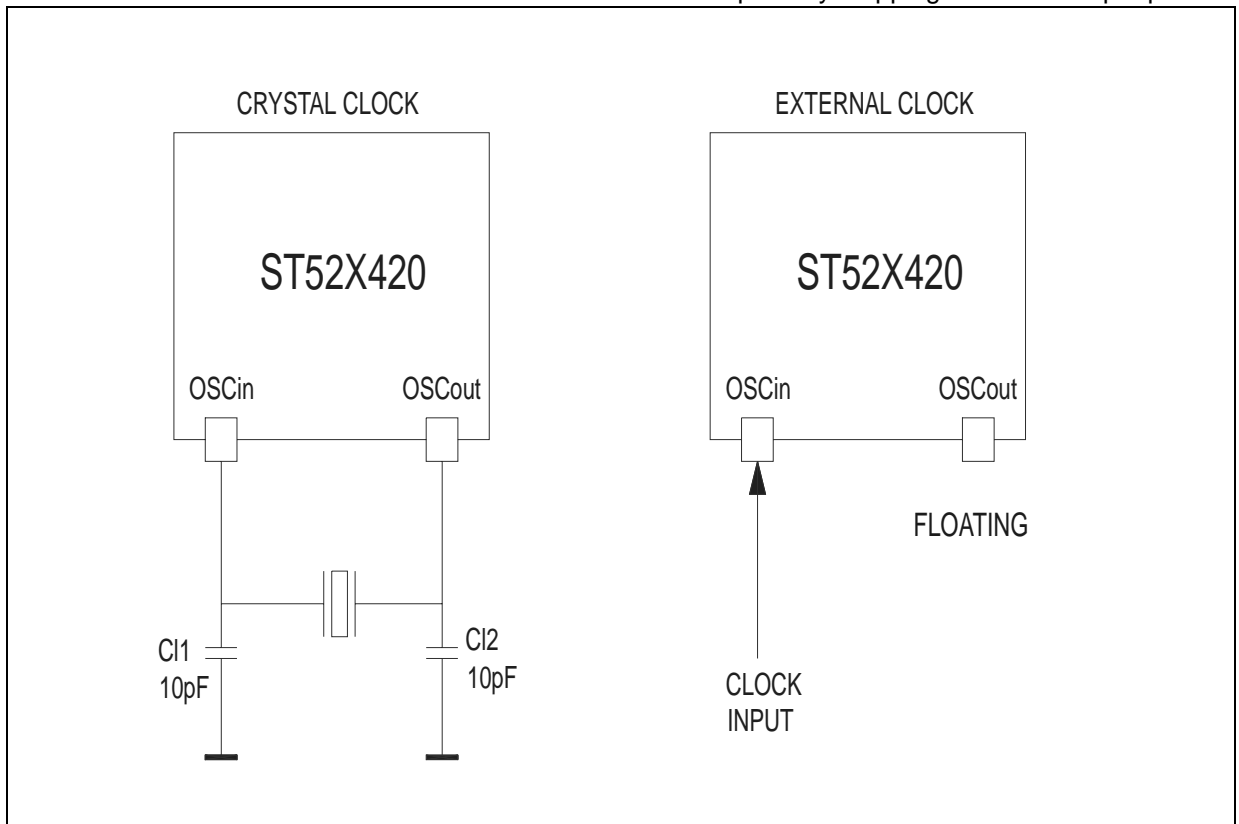 CRYSTAL CLOCK
ST52X420
OSCin
OSCout
Cl1
10pF
Cl2
10pF
EXTERNAL CLOCK
ST52X420
OSCin
OSCout
FLOATING
CLOCK
INPUT